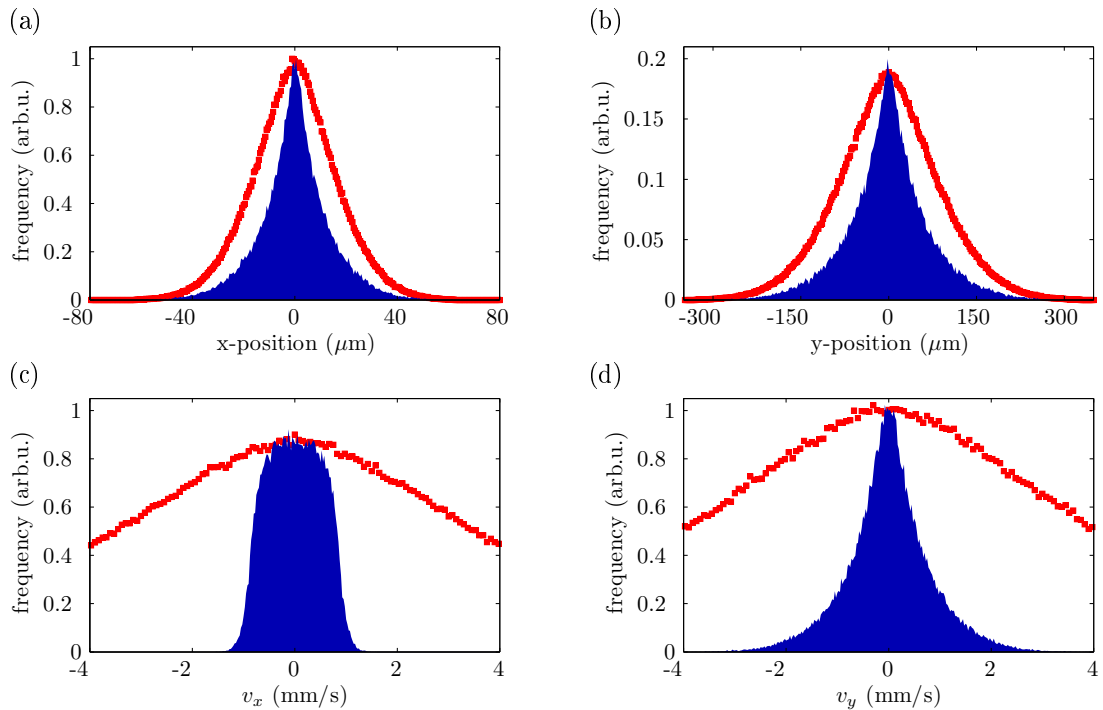 (a)
1
0.8
0.6
0.4
0.2
0
frequency (arb.u.)
-80 -40 0 40 80
x-position (μm)
(b)
0.2
0.15
0.1
0.05
0
frequency (arb.u.)
-300 -150 0 150 300
y-position (μm)
(c)
1
0.8
0.6
0.4
0.2
0
frequency (arb.u.)
-4 -2 0 2 4
v_x (mm/s)
(d)
1
0.8
0.6
0.4
0.2
0
frequency (arb.u.)
-4 -2 0 2 4
v_y (mm/s)